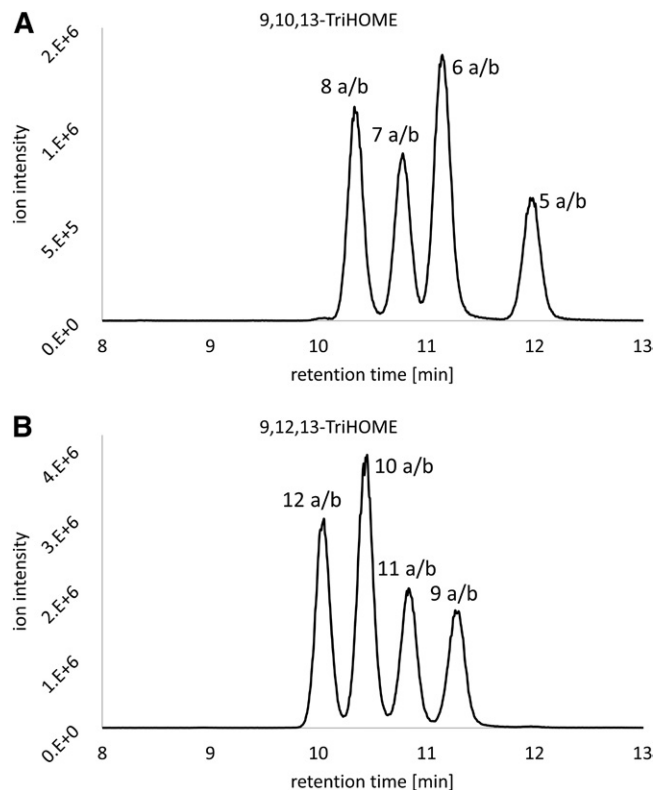 A
9,10,13-TriHOME
2.E+6
1.E+6
5.E+5
0.E+0
ion intensity
8 a/b
7 a/b
6 a/b
5 a/b
8 9 10 11 12 13
retention time [min]
B
9,12,13-TriHOME
4.E+6
3.E+6
2.E+6
1.E+6
0.E+0
ion intensity
12 a/b
10 a/b
11 a/b
9 a/b
8 9 10 11 12 13
retention time [min]